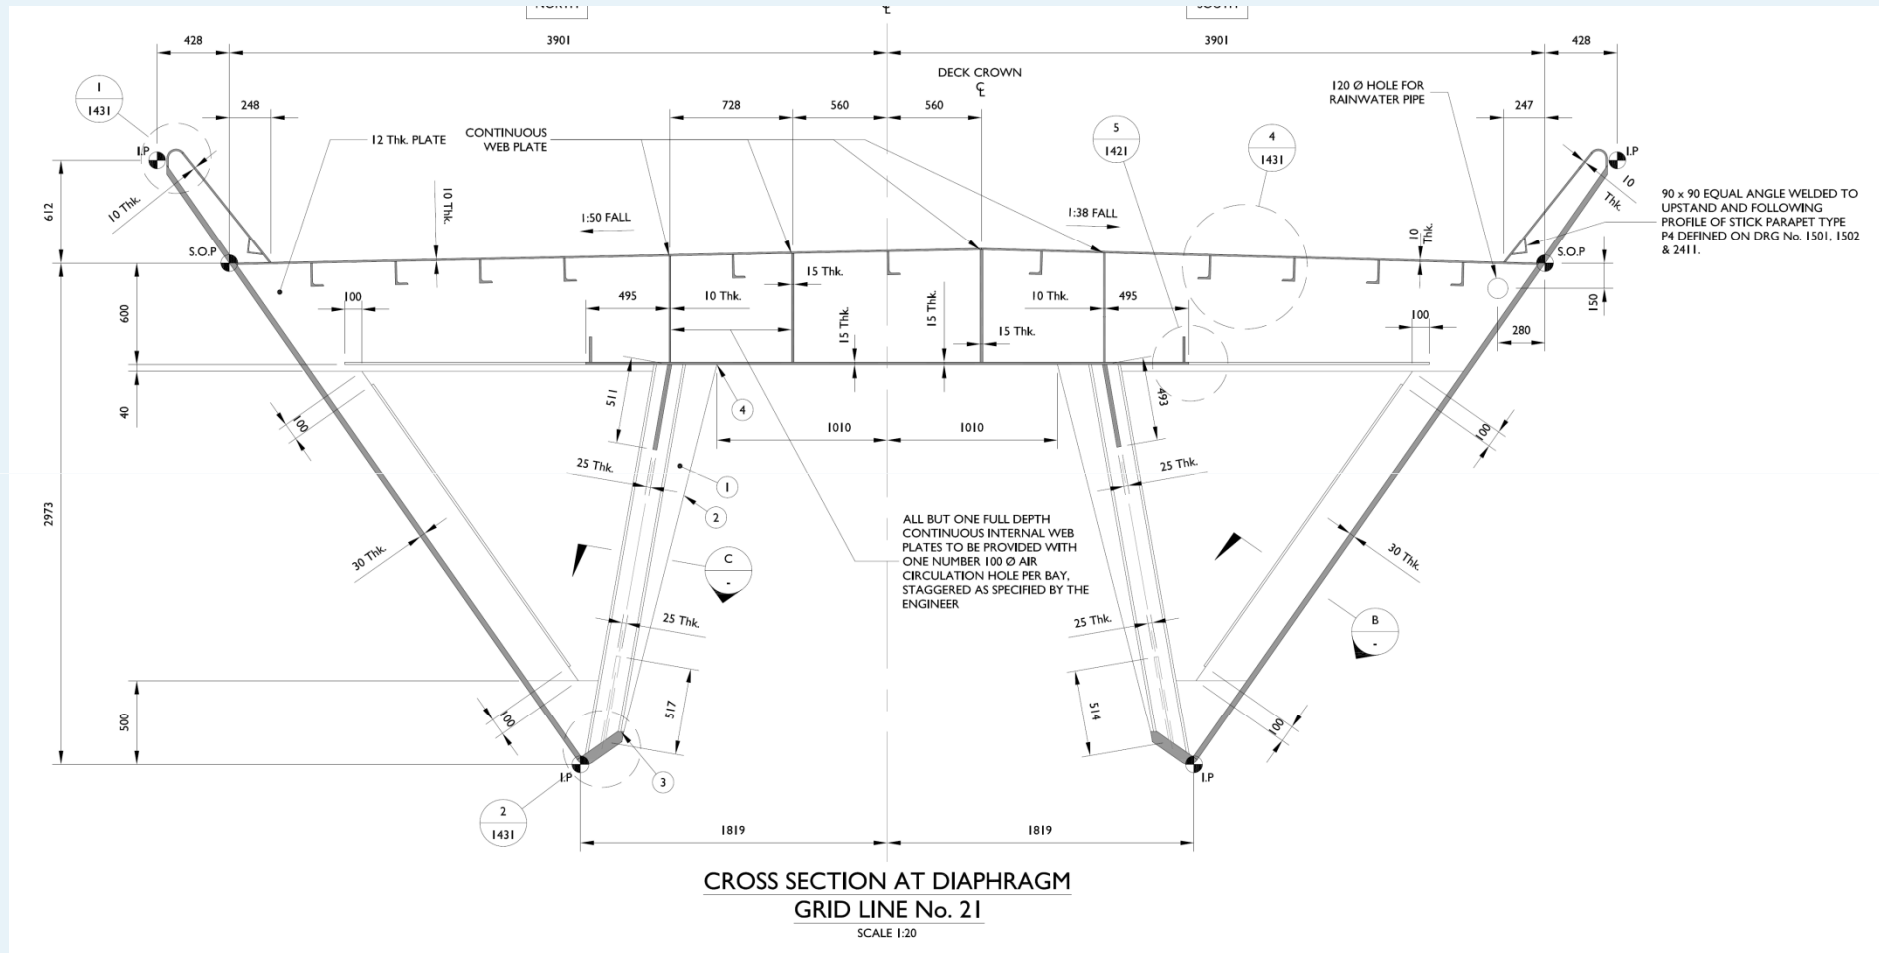 NORTH
℄
SOUTH
428
3901
3901
428
DECK CROWN
℄
1
1431
248
728
560
560
120 Ø HOLE FOR
RAINWATER PIPE
247
12 Thk. PLATE
CONTINUOUS
WEB PLATE
5
1421
4
1431
I.P
I.P
10 Thk.
10 Thk.
612
1:50 FALL
1:38 FALL
10
Thk.
10
Thk.
90 x 90 EQUAL ANGLE WELDED TO
UPSTAND AND FOLLOWING
PROFILE OF STICK PARAPET TYPE
P4 DEFINED ON DRG No. 1501, 1502
& 2411.
S.O.P
S.O.P
15 Thk.
100
495
10 Thk.
10 Thk.
495
600
15 Thk.
15 Thk.
15 Thk.
100
150
280
40
511
4
493
1010
1010
100
100
25 Thk.
1
25 Thk.
2
2973
ALL BUT ONE FULL DEPTH
CONTINUOUS INTERNAL WEB
PLATES TO BE PROVIDED WITH
ONE NUMBER 100 Ø AIR
CIRCULATION HOLE PER BAY,
STAGGERED AS SPECIFIED BY THE
ENGINEER
30 Thk.
30 Thk.
C
-
25 Thk.
25 Thk.
B
-
500
100
517
514
100
I.P
3
I.P
2
1431
1819
1819
CROSS SECTION AT DIAPHRAGM
GRID LINE No. 21
SCALE 1:20